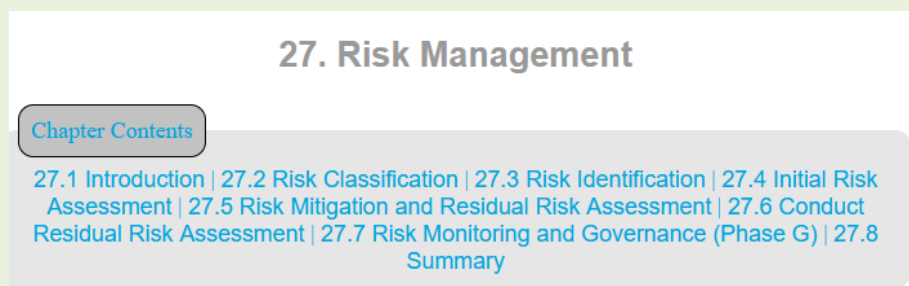 27. Risk Management
Chapter Contents
27.1 Introduction | 27.2 Risk Classification | 27.3 Risk Identification | 27.4 Initial Risk
Assessment | 27.5 Risk Mitigation and Residual Risk Assessment | 27.6 Conduct
Residual Risk Assessment | 27.7 Risk Monitoring and Governance (Phase G) | 27.8
Summary